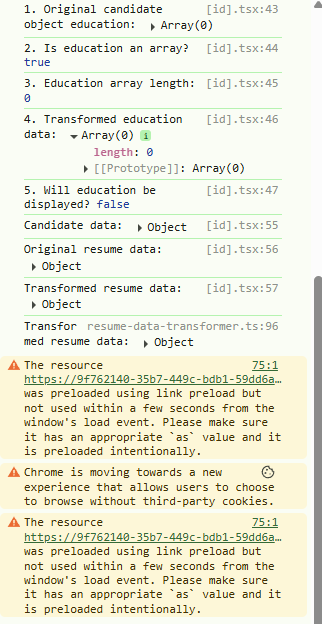 1. Original candidate [id].tsx:43
object education: ▶ Array(0)
2. Is education an array? [id].tsx:44
true
3. Education array length: [id].tsx:45
0
4. Transformed education [id].tsx:46
data: ▼ Array(0) i
length: 0
▶ [[Prototype]]: Array(0)
5. Will education be [id].tsx:47
displayed? false
Candidate data: ▶ Object [id].tsx:55
Original resume data: [id].tsx:56
▶ Object
Transformed resume data: [id].tsx:57
▶ Object
Transfor resume-data-transformer.ts:96
med resume data: ▶ Object
The resource 75:1
https://9f762140-35b7-449c-bdb1-59dd6a…
was preloaded using link preload but
not used within a few seconds from the
window's load event. Please make sure
it has an appropriate `as` value and it
is preloaded intentionally.
Chrome is moving towards a new
experience that allows users to choose
to browse without third-party cookies.
The resource 75:1
https://9f762140-35b7-449c-bdb1-59dd6a…
was preloaded using link preload but
not used within a few seconds from the
window's load event. Please make sure
it has an appropriate `as` value and it
is preloaded intentionally.